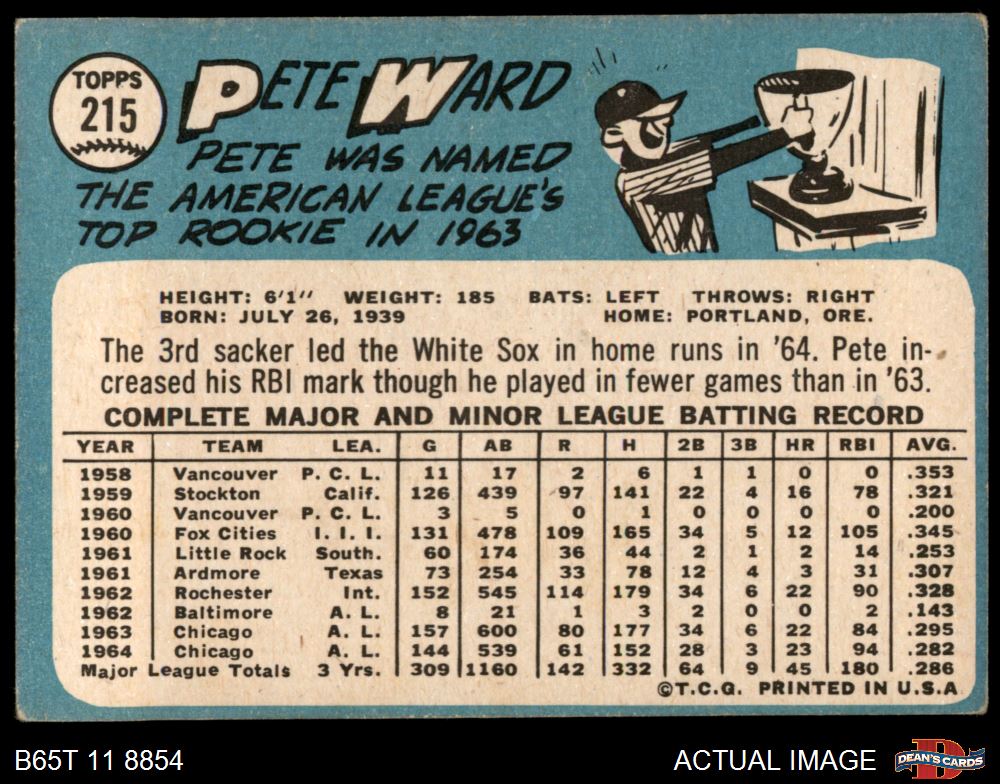 TOPPS
215
PETE WARD
PETE WAS NAMED
THE AMERICAN LEAGUE'S
TOP ROOKIE IN 1963
HEIGHT: 6'1" WEIGHT: 185 BATS: LEFT THROWS: RIGHT
BORN: JULY 26, 1939 HOME: PORTLAND, ORE.
The 3rd sacker led the White Sox in home runs in '64. Pete in-
creased his RBI mark though he played in fewer games than in '63.
COMPLETE MAJOR AND MINOR LEAGUE BATTING RECORD
YEAR TEAM LEA. G AB R H 2B 3B HR RBI AVG.
1958 Vancouver P. C. L. 11 17 2 6 1 1 0 0 .353
1959 Stockton Calif. 126 439 97 141 22 4 16 78 .321
1960 Vancouver P. C. L. 3 5 0 1 0 0 0 0 .200
1960 Fox Cities I. I. I. 131 478 109 165 34 5 12 105 .345
1961 Little Rock South. 60 174 36 44 2 1 2 14 .253
1961 Ardmore Texas 73 254 33 78 12 4 3 31 .307
1962 Rochester Int. 152 545 114 179 34 6 22 90 .328
1962 Baltimore A. L. 8 21 1 3 2 0 0 2 .143
1963 Chicago A. L. 157 600 80 177 34 6 22 84 .295
1964 Chicago A. L. 144 539 61 152 28 3 23 94 .282
Major League Totals 3 Yrs. 309 1160 142 332 64 9 45 180 .286
©T.C.G. PRINTED IN U.S.A
B65T 11 8854 ACTUAL IMAGE DEAN'S CARDS